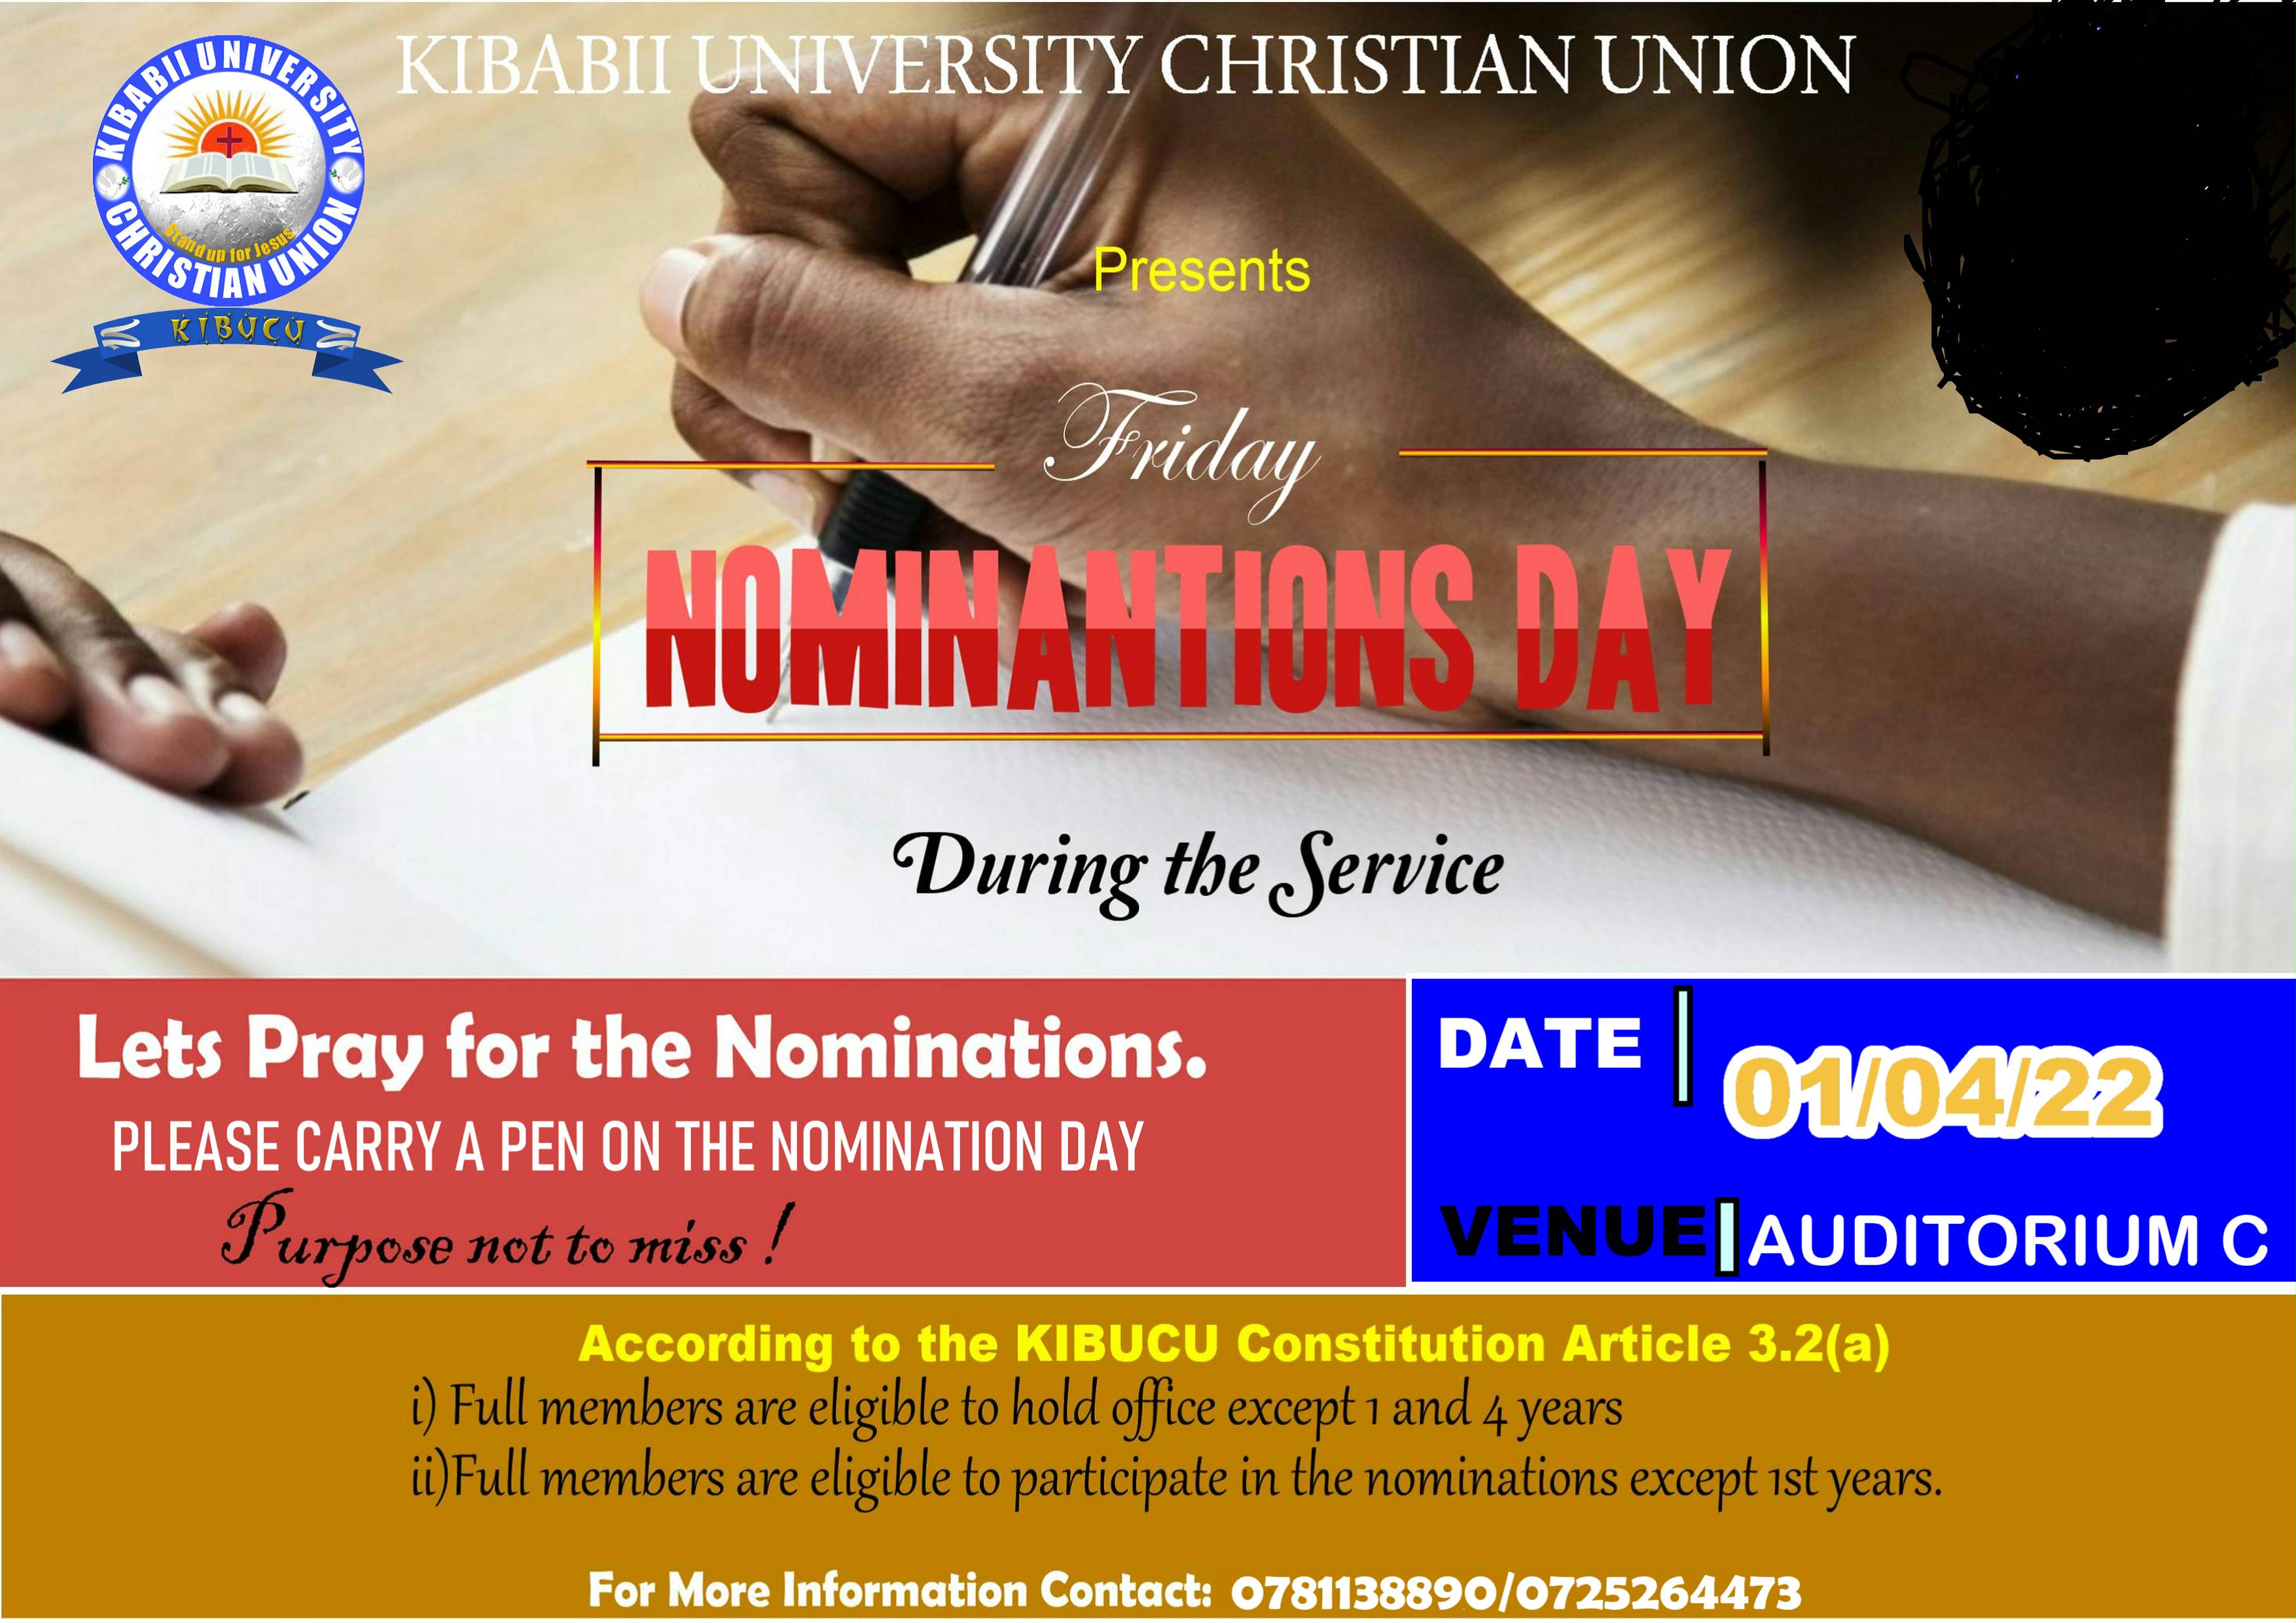 KIBABII UNIVERSITY CHRISTIAN UNION
KIBABII UNIVERSITY
Stand up for Jesus
CHRISTIAN UNION
KIBUCU
Presents
Friday
NOMINANTIONS DAY
During the Service
Lets Pray for the Nominations.
PLEASE CARRY A PEN ON THE NOMINATION DAY
Purpose not to miss !
DATE 01/04/22
VENUE AUDITORIUM C
According to the KIBUCU Constitution Article 3.2(a)
i) Full members are eligible to hold office except 1 and 4 years
ii)Full members are eligible to participate in the nominations except 1st years.
For More Information Contact: 0781138890/0725264473